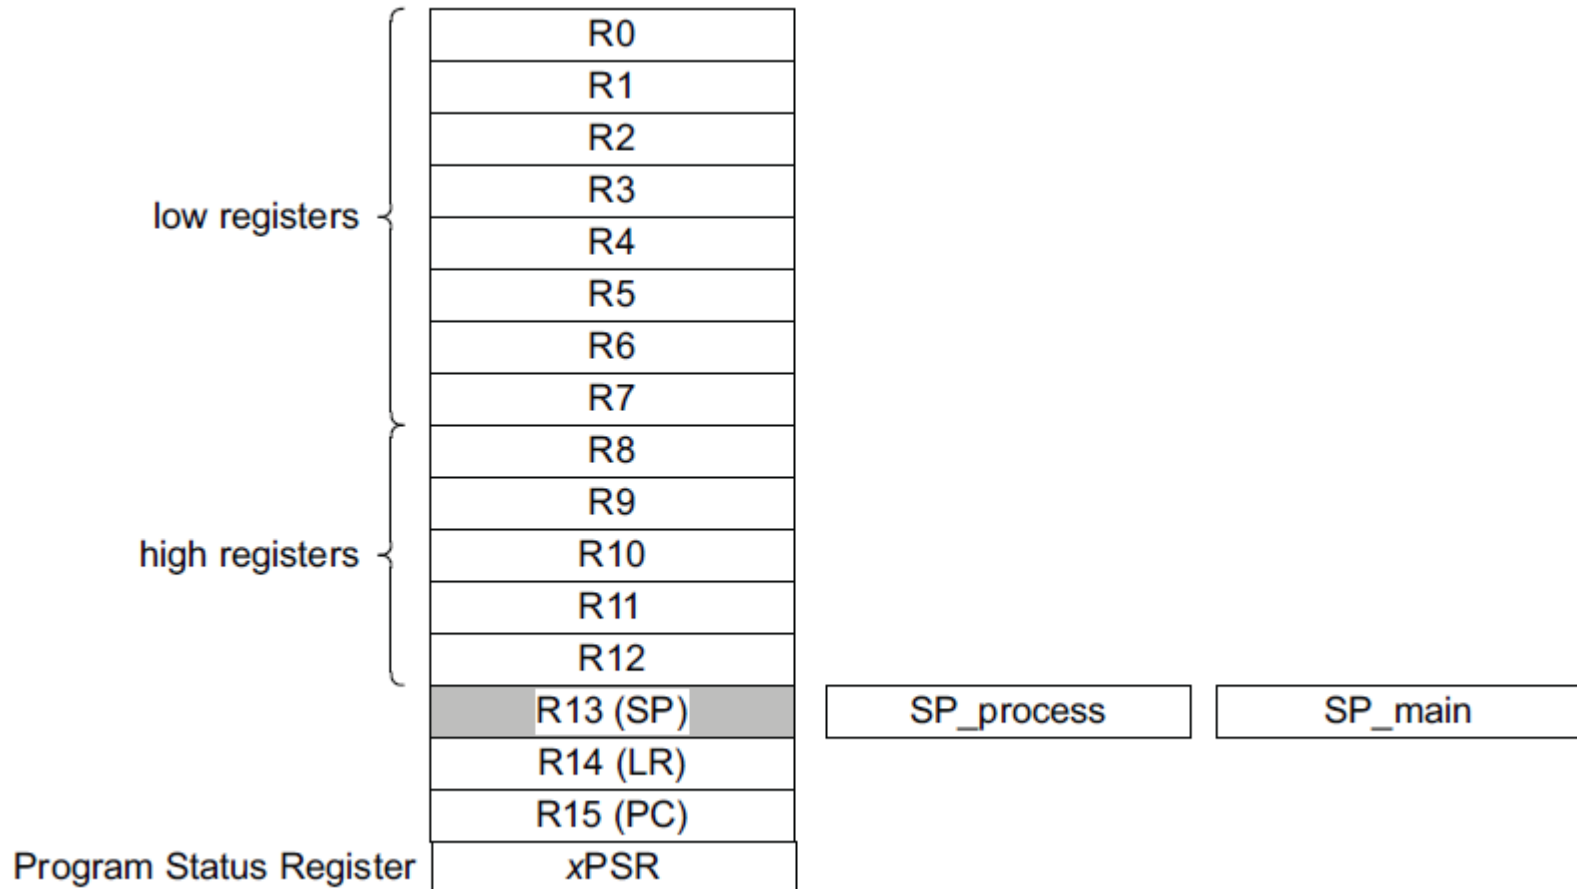 R0
R1
R2
R3
low registers
R4
R5
R6
R7
R8
R9
high registers
R10
R11
R12
R13 (SP)
SP_process
SP_main
R14 (LR)
R15 (PC)
Program Status Register
xPSR